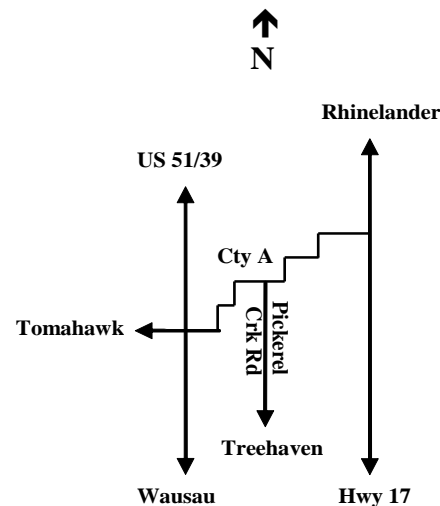 N
Rhinelander
US 51/39
Cty A
Pickerel
Crk Rd
Tomahawk
Treehaven
Wausau
Hwy 17